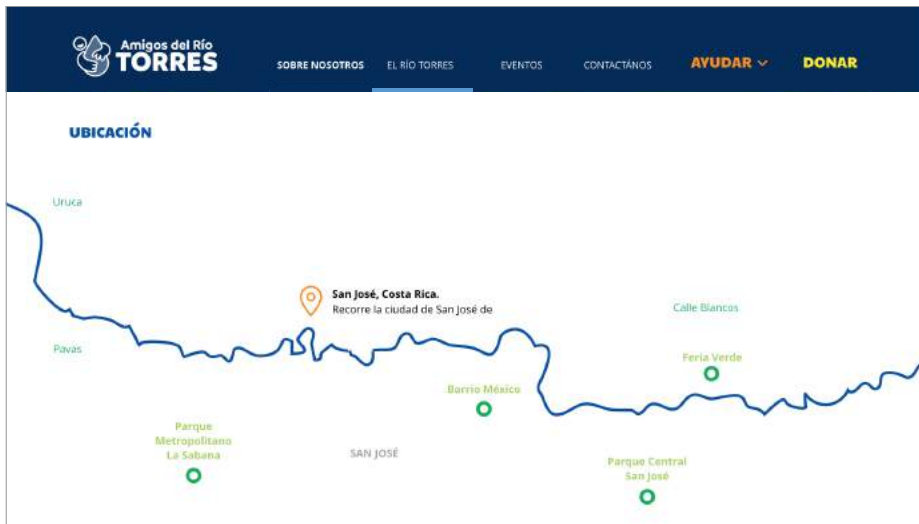 Amigos del Río
TORRES
SOBRE NOSOTROS
EL RÍO TORRES
EVENTOS
CONTACTÁNOS
AYUDAR
DONAR
UBICACIÓN
Uruca
San José, Costa Rica.
Recorre la ciudad de San José de
Calle Blancos
Pavas
Feria Verde
Barrio México
Parque
Metropolitano
La Sabana
SAN JOSÉ
Parque Central
San José